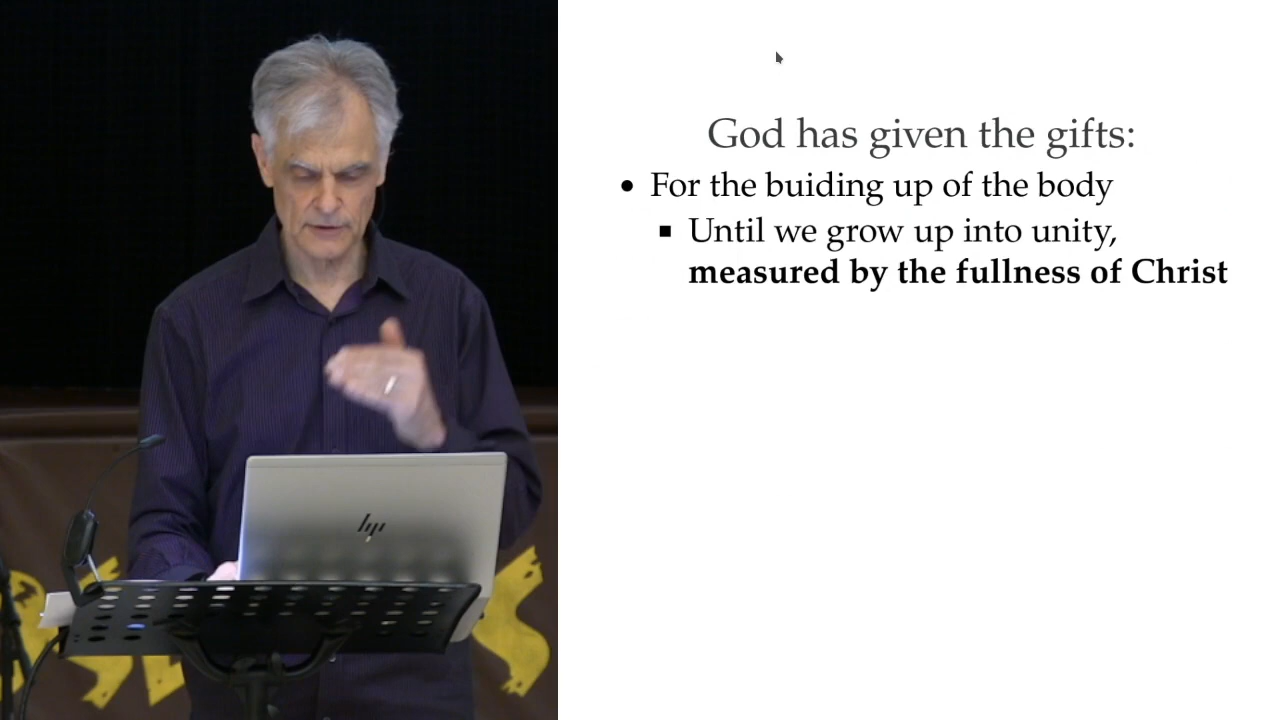 God has given the gifts:
• For the buiding up of the body
▪ Until we grow up into unity,
measured by the fullness of Christ
hp